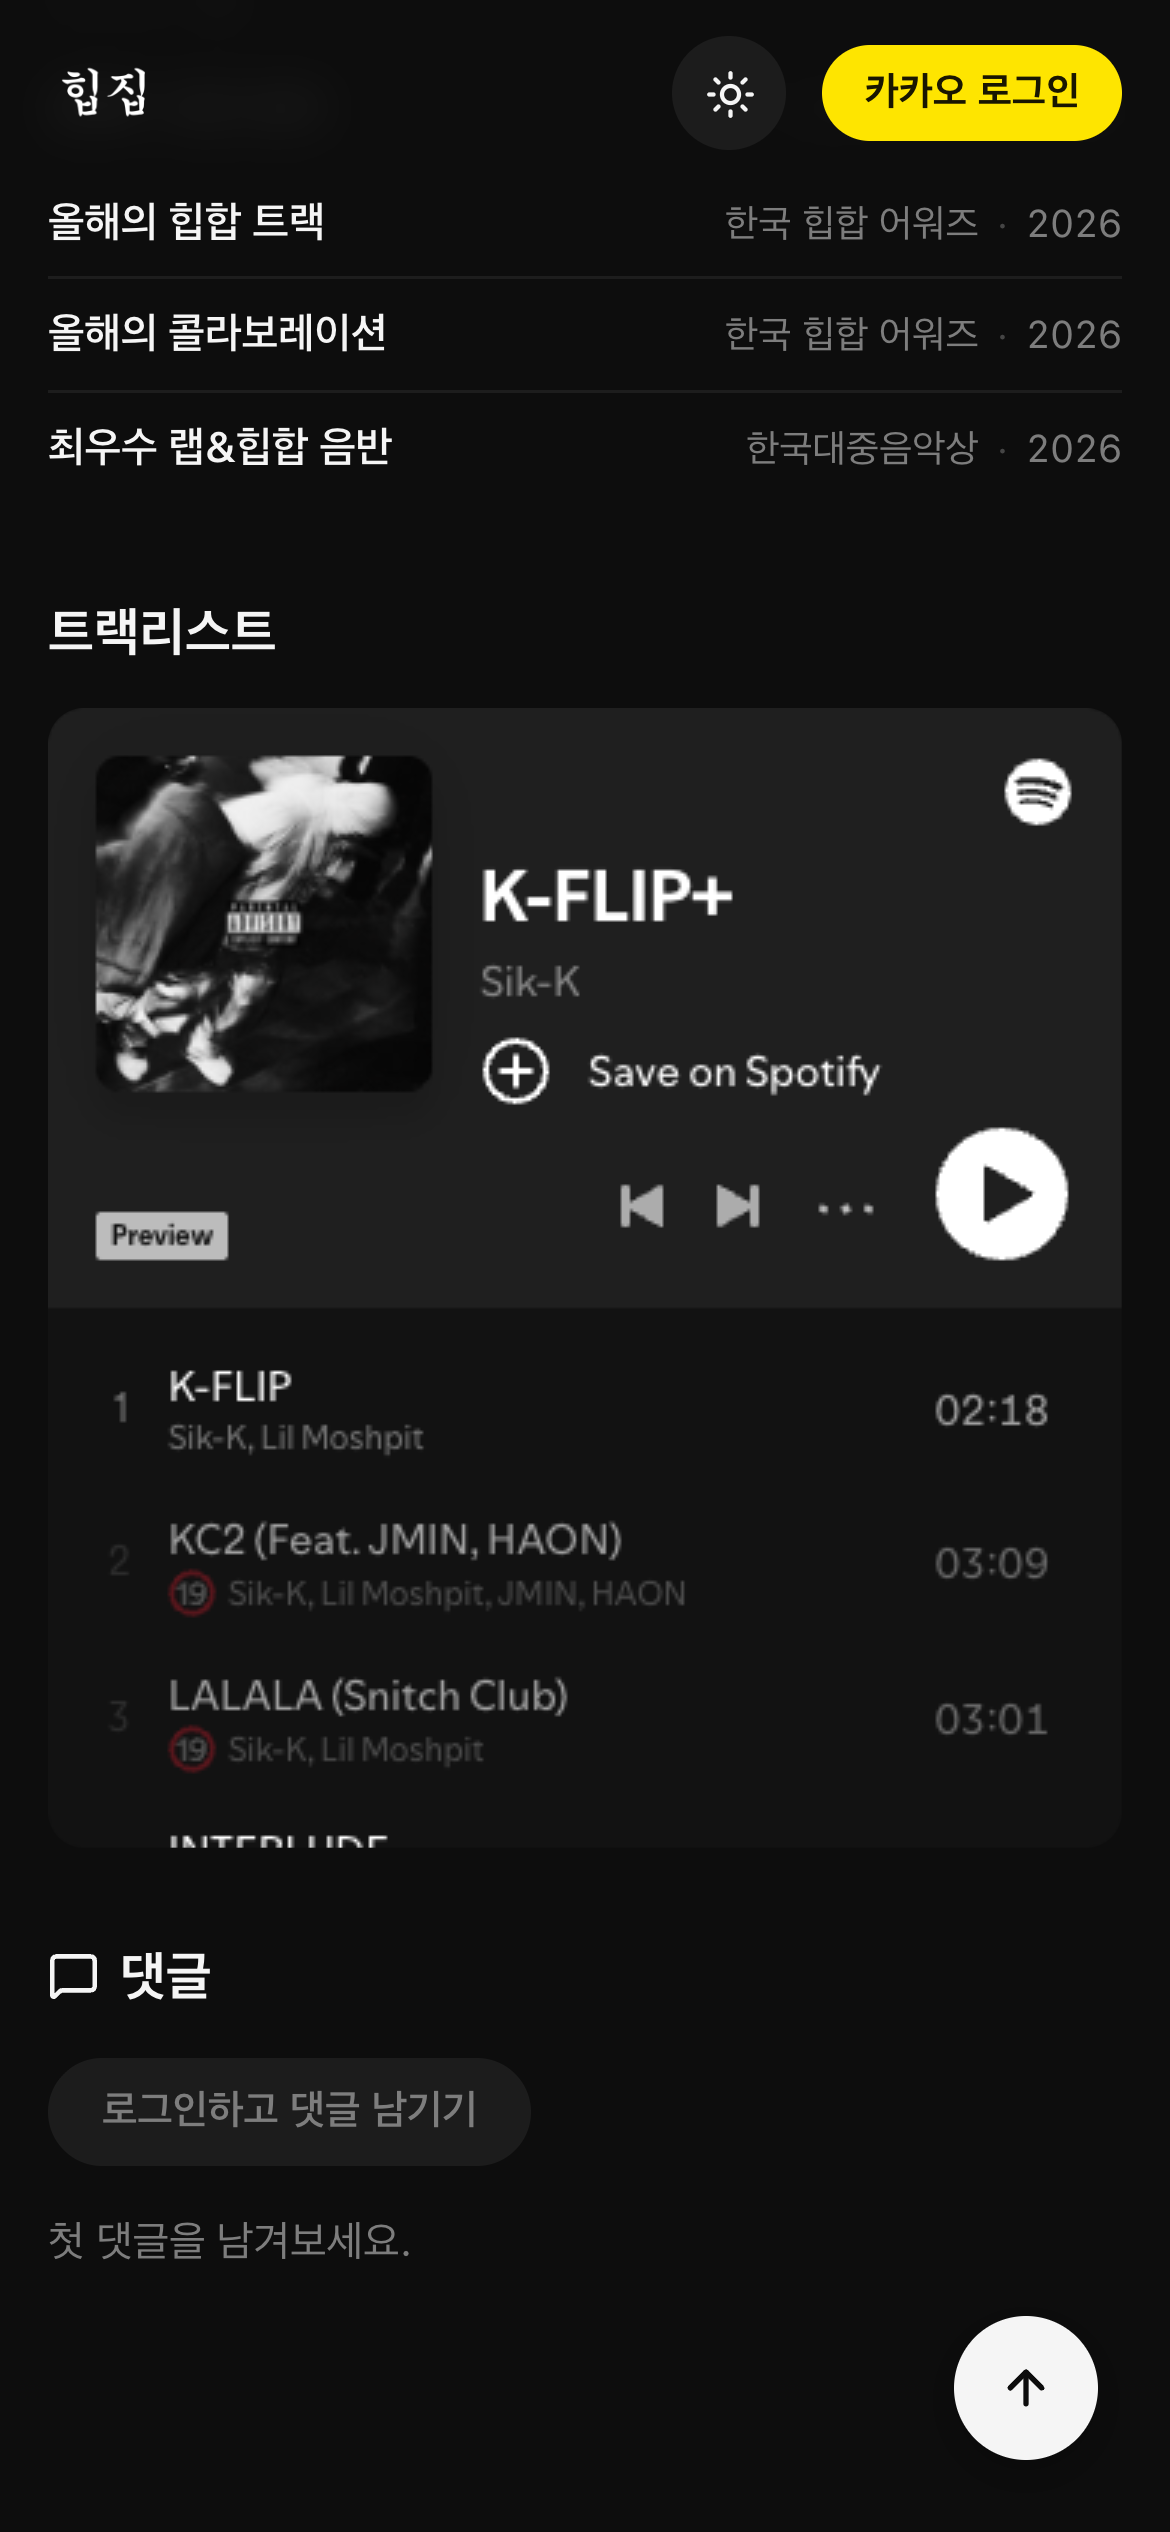 힙집
카카오 로그인
올해의 힙합 트랙 한국 힙합 어워즈 · 2026
올해의 콜라보레이션 한국 힙합 어워즈 · 2026
최우수 랩&힙합 음반 한국대중음악상 · 2026
트랙리스트
K-FLIP+
Sik-K
Save on Spotify
Preview
1 K-FLIP 02:18
Sik-K, Lil Moshpit
2 KC2 (Feat. JMIN, HAON) 03:09
19 Sik-K, Lil Moshpit, JMIN, HAON
3 LALALA (Snitch Club) 03:01
19 Sik-K, Lil Moshpit
INTERLUDE
댓글
로그인하고 댓글 남기기
첫 댓글을 남겨보세요.